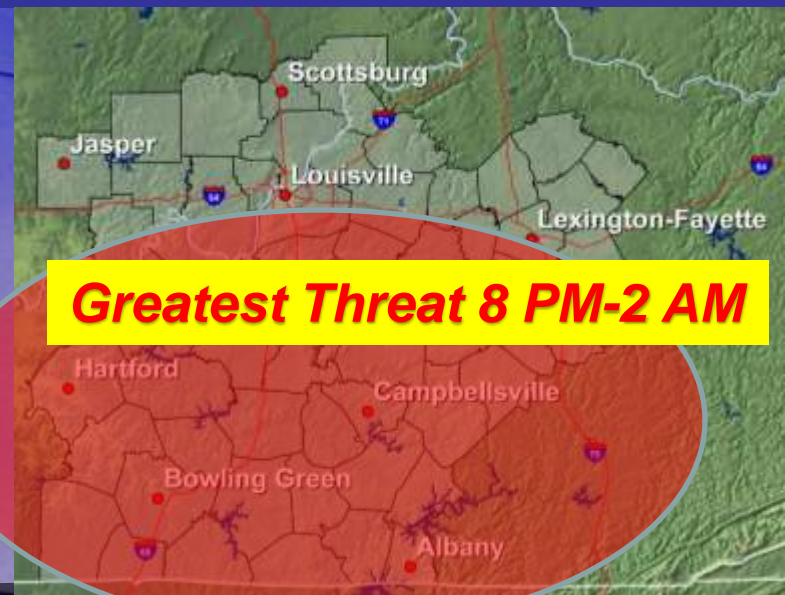 Scottsburg
71
Jasper
Louisville
64
64
Lexington-Fayette
Greatest Threat 8 PM-2 AM
Hartford
Campbellsville
75
Bowling Green
Albany
65